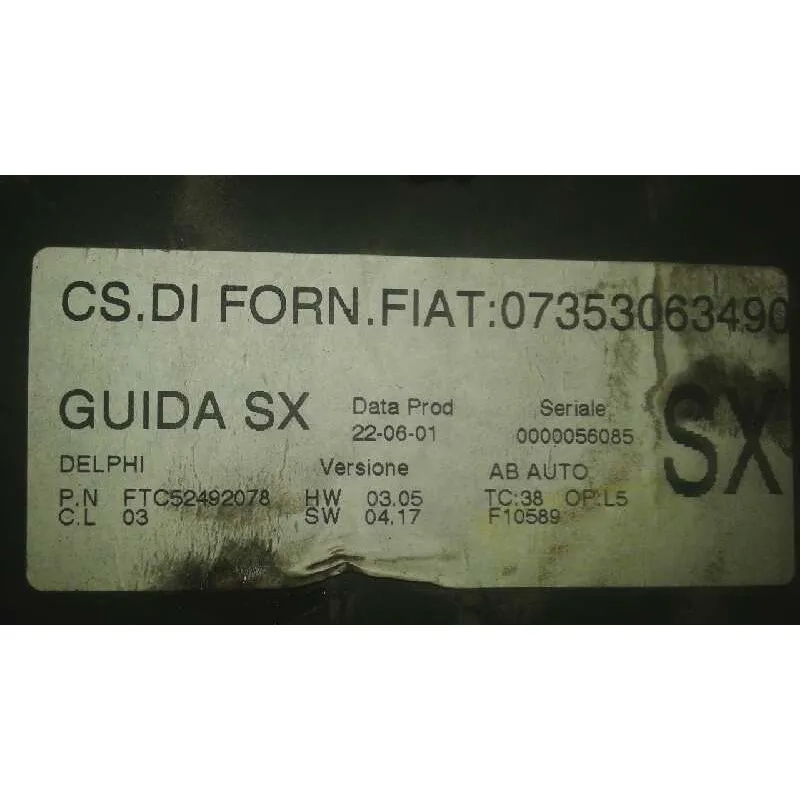 CS.DI FORN.FIAT:07353063490
GUIDA SX Data Prod Seriale SX
22-06-01 0000056085
DELPHI Versione AB AUTO
P.N FTC52492078 HW 03.05 TC:38 OP:L5
C.L 03 SW 04.17 F10589